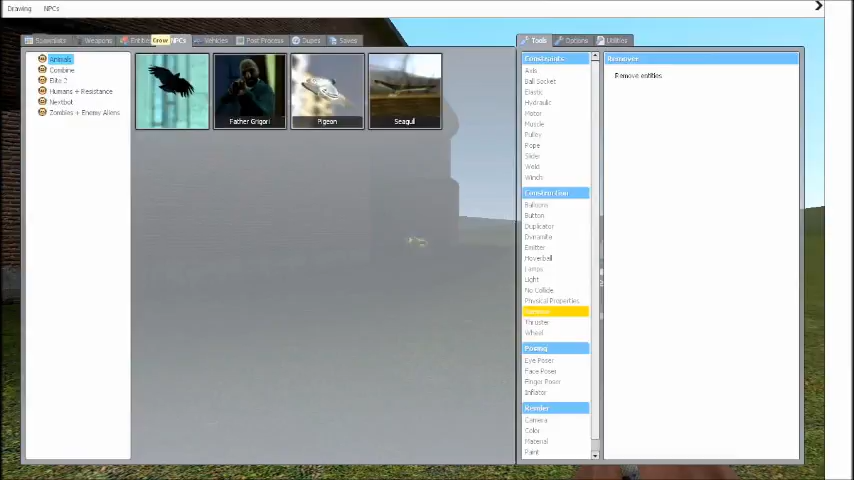 Drawing NPCs
Spawnlists Weapons Entities Crow NPCs Vehicles Post Process Dupes Saves
Animals
Combine
Humans + Resistance
Nextbot
Zombies + Enemy Aliens
Father Grigori Pigeon Seagull
Tools Options Utilities
Constraints
Axis
Ball Socket
Elastic
Hydraulic
Motor
Muscle
Pulley
Rope
Slider
Weld
Winch
Construction
Balloons
Button
Duplicator
Dynamite
Emitter
Hoverball
Lamps
Light
No Collide
Physical Properties
Remover
Thruster
Wheel
Posing
Eye Poser
Face Poser
Finger Poser
Inflator
Render
Camera
Color
Material
Paint
Remover
Remove entities